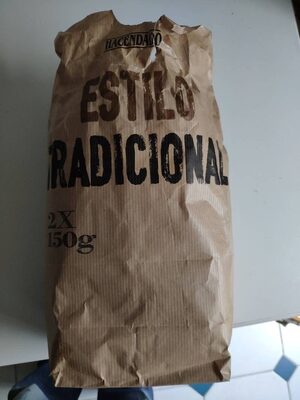 HACENDADO
ESTILO
TRADICIONAL
2X
150g